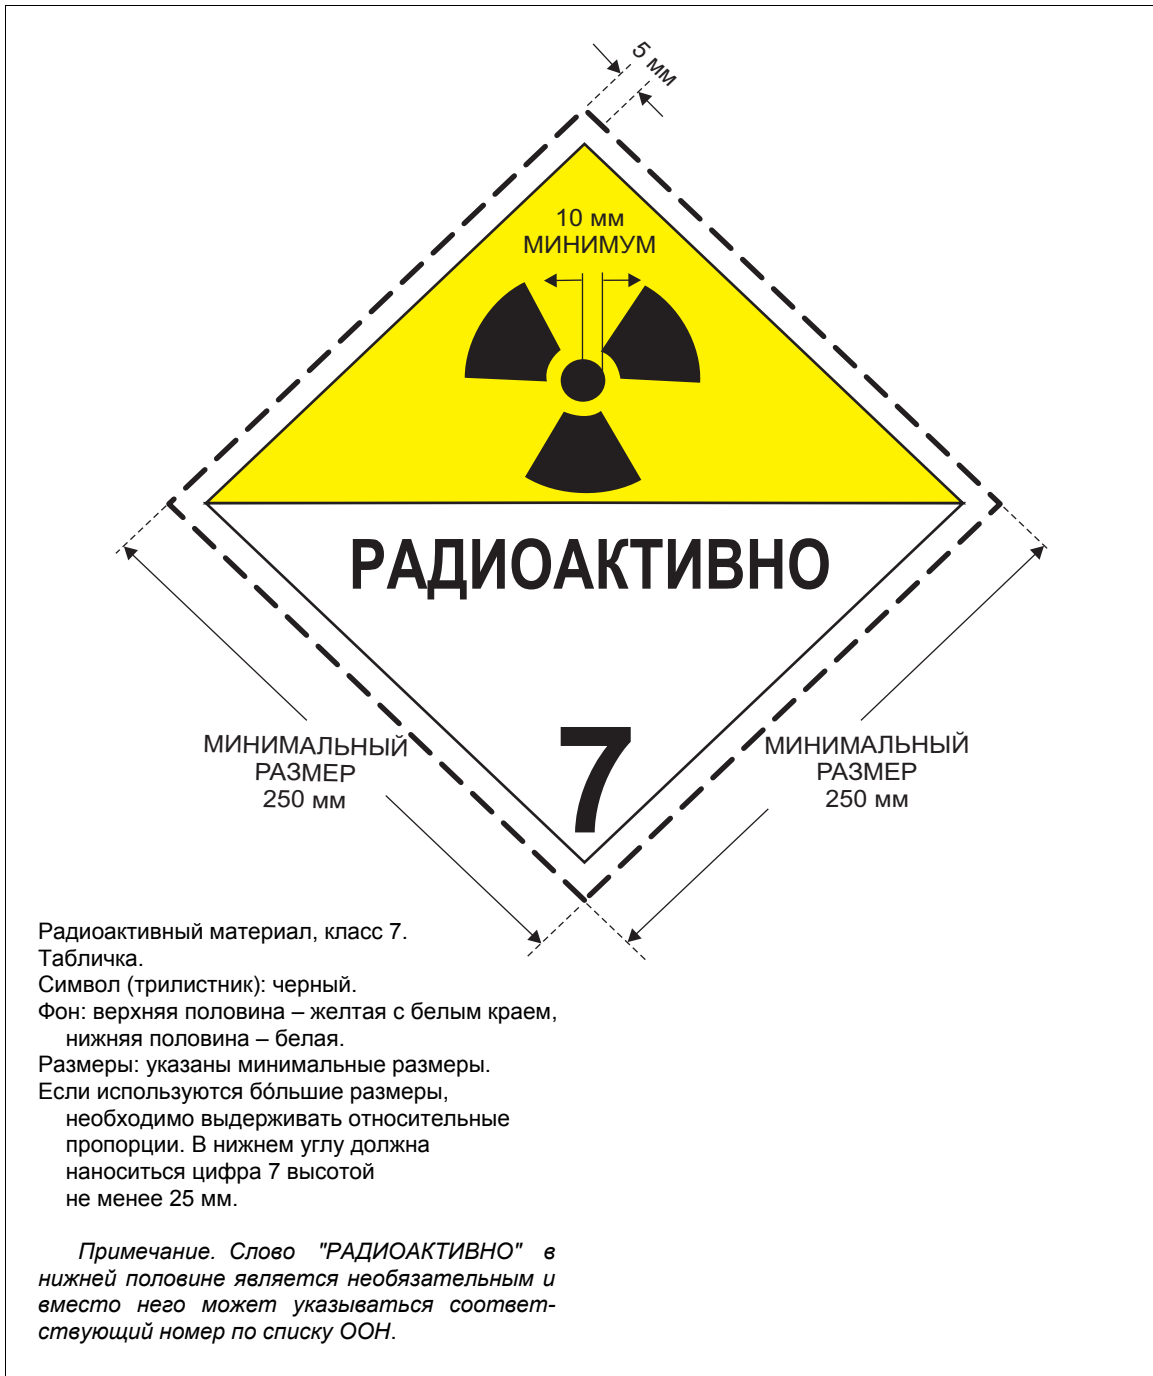 5 мм
10 мм
МИНИМУМ
РАДИОАКТИВНО
7
МИНИМАЛЬНЫЙ
РАЗМЕР
250 мм
МИНИМАЛЬНЫЙ
РАЗМЕР
250 мм
Радиоактивный материал, класс 7.
Табличка.
Символ (трилистник): черный.
Фон: верхняя половина – желтая с белым краем,
нижняя половина – белая.
Размеры: указаны минимальные размеры.
Если используются бóльшие размеры,
необходимо выдерживать относительные
пропорции. В нижнем углу должна
наноситься цифра 7 высотой
не менее 25 мм.
Примечание. Слово "РАДИОАКТИВНО" в
нижней половине является необязательным и
вместо него может указываться соответ-
ствующий номер по списку ООН.